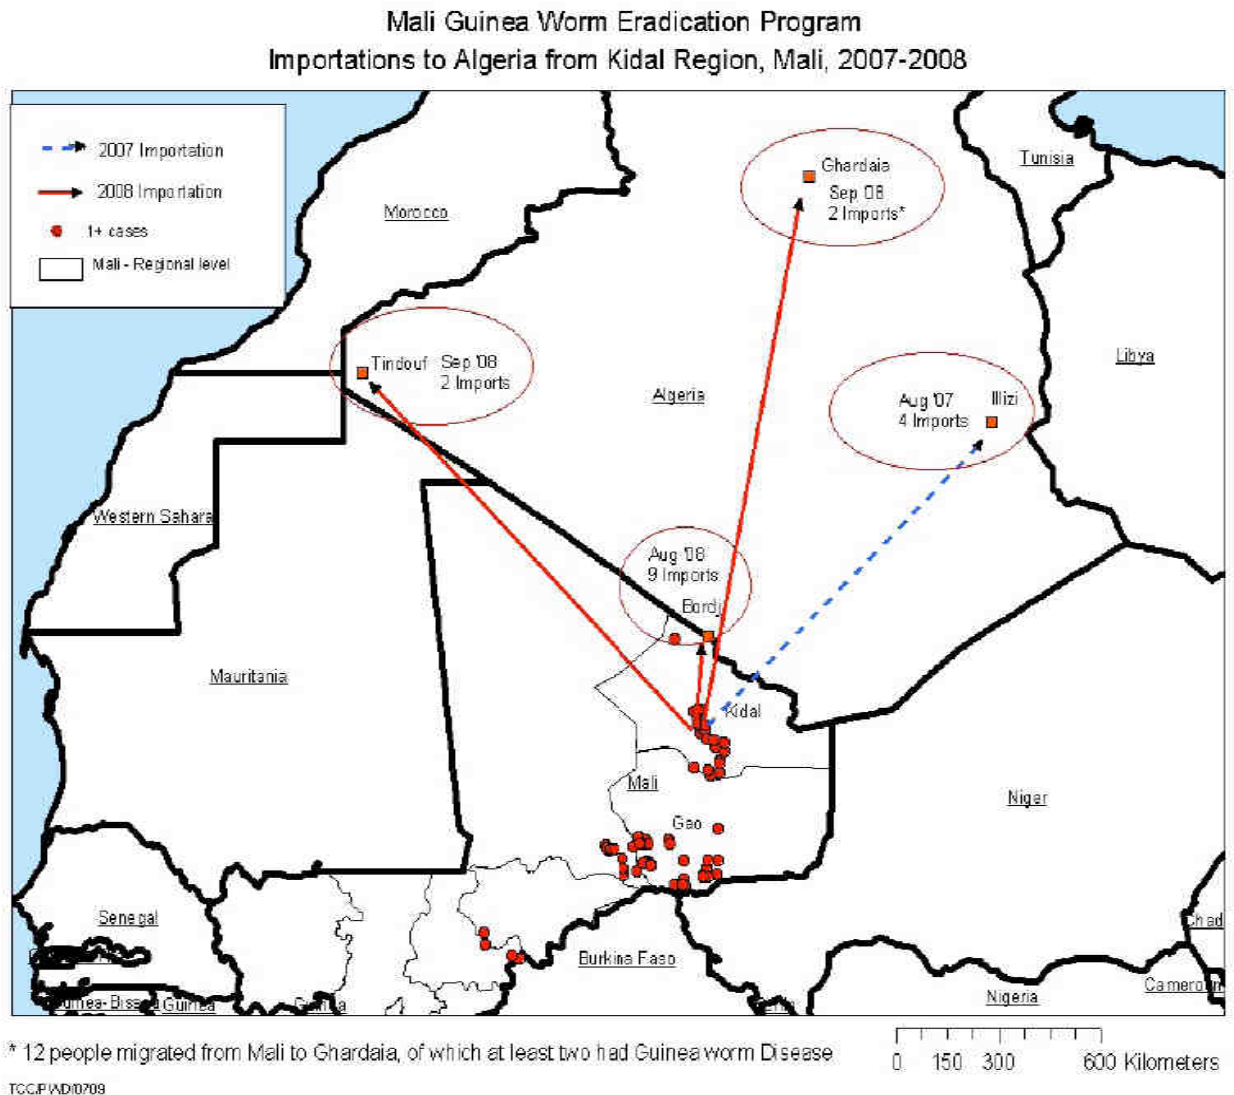 Mali Guinea Worm Eradication Program
Importations to Algeria from Kidal Region, Mali, 2007-2008
2007 Importation
2008 Importation
1+ cases
Mali - Regional level
Ghardaia
Sep '08
2 Imports*
Tunisia
Morocco
Libya
Tindouf
Sep '08
2 Imports
Algeria
Aug '07
4 Imports
Illizi
Western Sahara
Aug '08
9 Imports
Bordj
Mauritania
Kidal
Mali
Niger
Gao
Senegal
Burkina Faso
Guinea
Nigeria
Cameroun
* 12 people migrated from Mali to Ghardaia, of which at least two had Guinea worm Disease
0 150 300 600 Kilometers